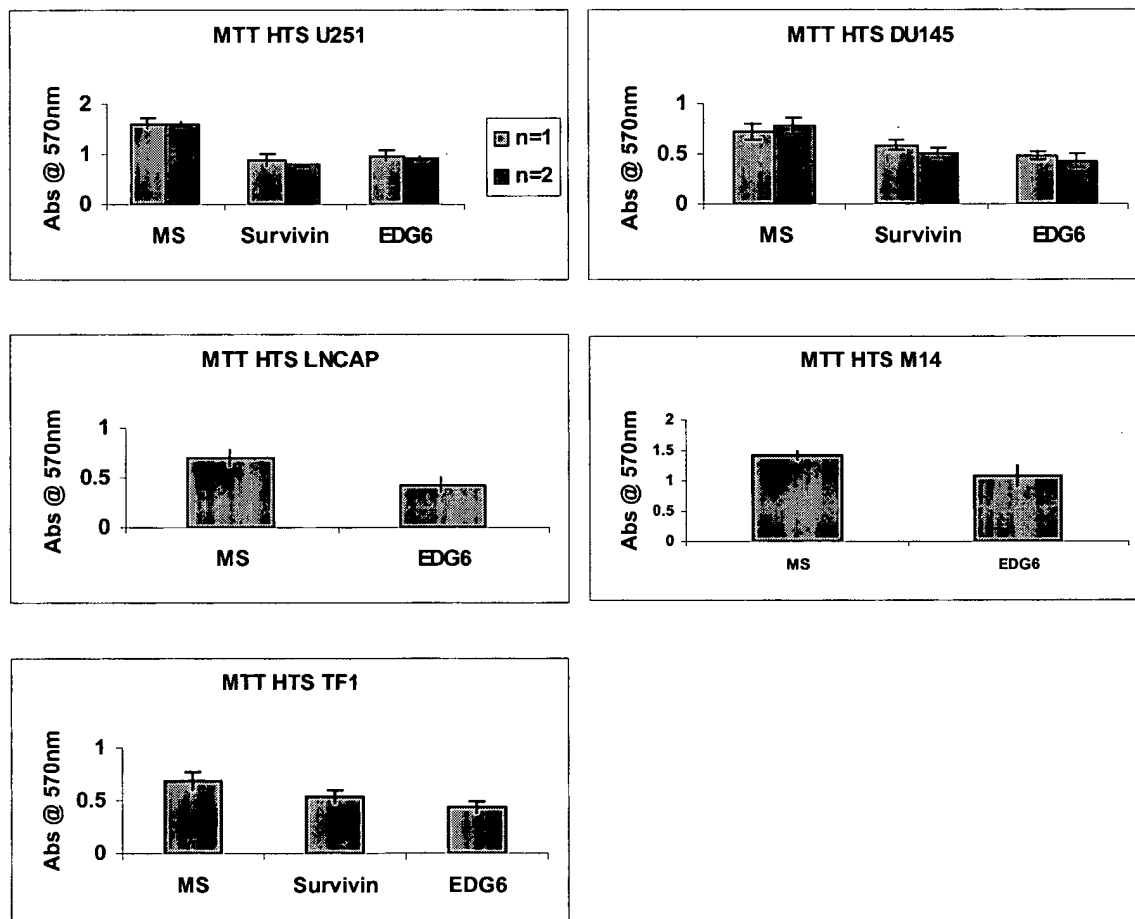 MTT HTS U251
Abs @ 570nm
2
1
0
MS Survivin EDG6
n=1
n=2
MTT HTS DU145
Abs @ 570nm
1
0.5
0
MS Survivin EDG6
MTT HTS LNCAP
Abs @ 570nm
1
0.5
0
MS EDG6
MTT HTS M14
Abs @ 570nm
2
1.5
1
0.5
0
MS EDG6
MTT HTS TF1
Abs @ 570nm
1
0.5
0
MS Survivin EDG6